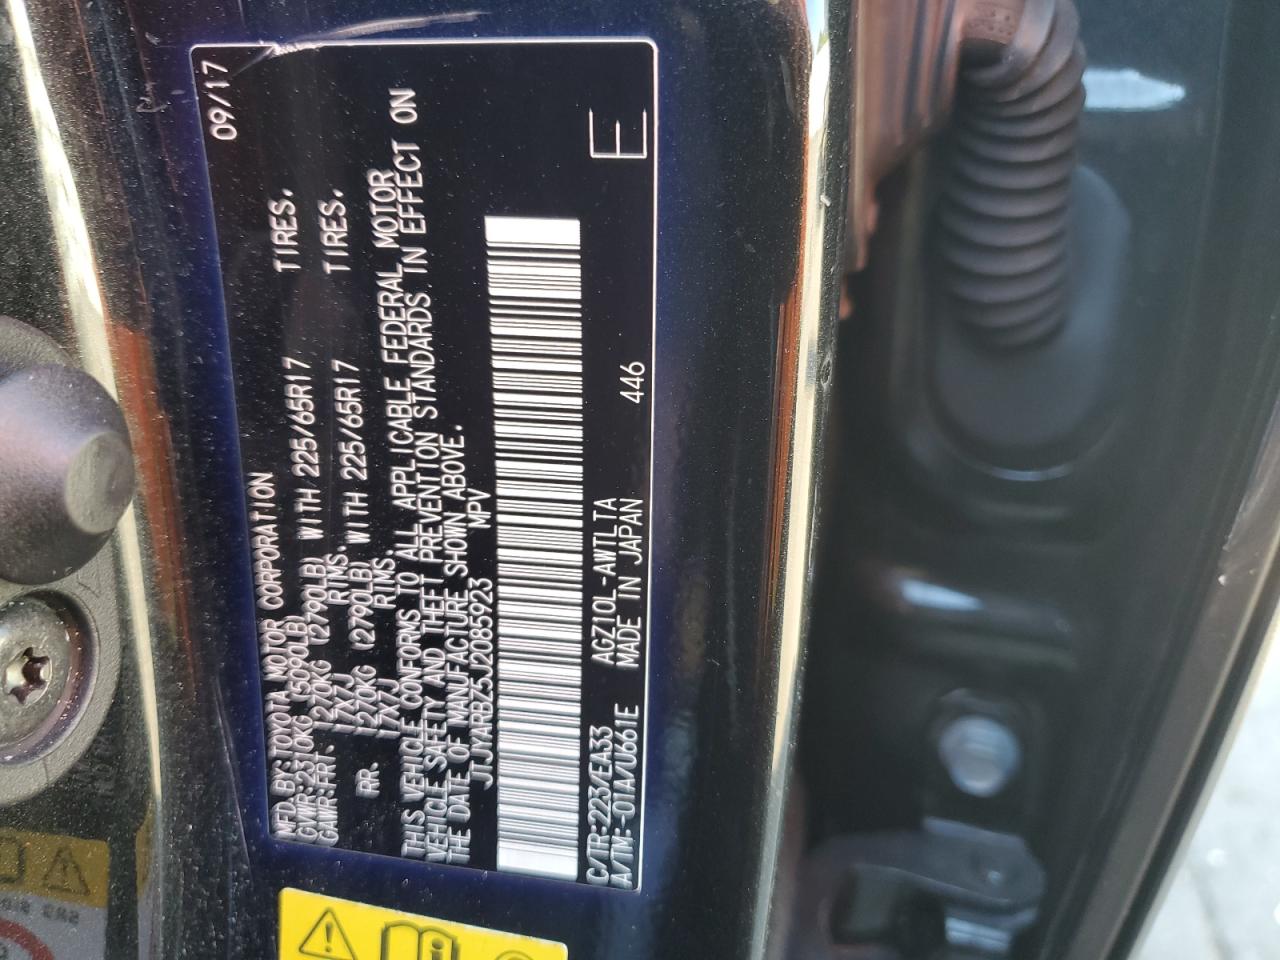 MFD.BY:TOYOTA MOTOR CORPORATION 09/17
GVWR:2310KG (5090LB)
GAWR:FRT. 1270KG (2790LB) WITH 225/65R17 TIRES.
17X7J RIMS.
RR. 1270KG (2790LB) WITH 225/65R17 TIRES.
17X7J RIMS.
THIS VEHICLE CONFORMS TO ALL APPLICABLE FEDERAL MOTOR
VEHICLE SAFETY AND THEFT PREVENTION STANDARDS IN EFFECT ON
THE DATE OF MANUFACTURE SHOWN ABOVE.
JTJYARBZ5J2085923 MPV
C/TR:223/EA33 AGZ10L-AWTLTA 446 E
A/TM:-01A/U661E MADE IN JAPAN